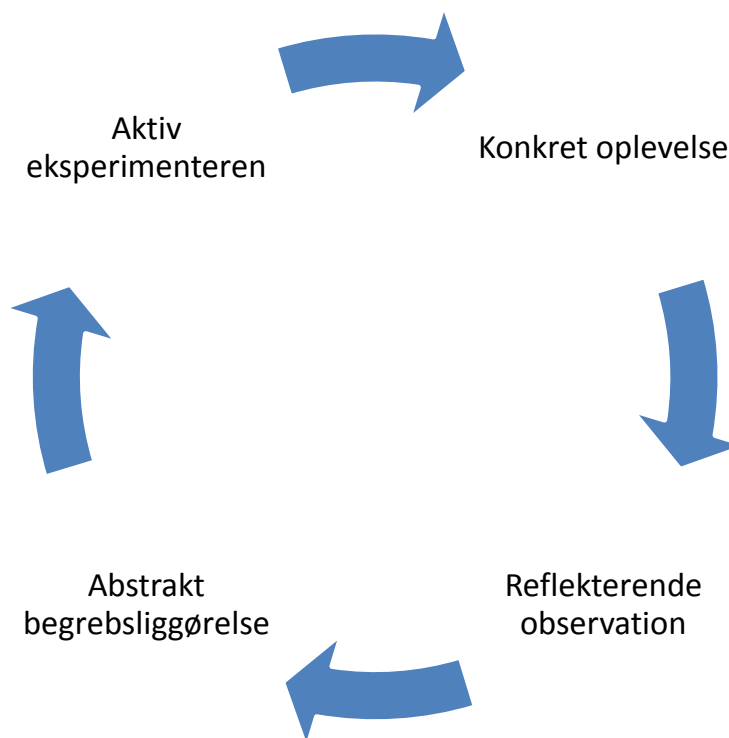 Aktiv
eksperimenteren
Konkret oplevelse
Reflekterende
observation
Abstrakt
begrebsliggørelse